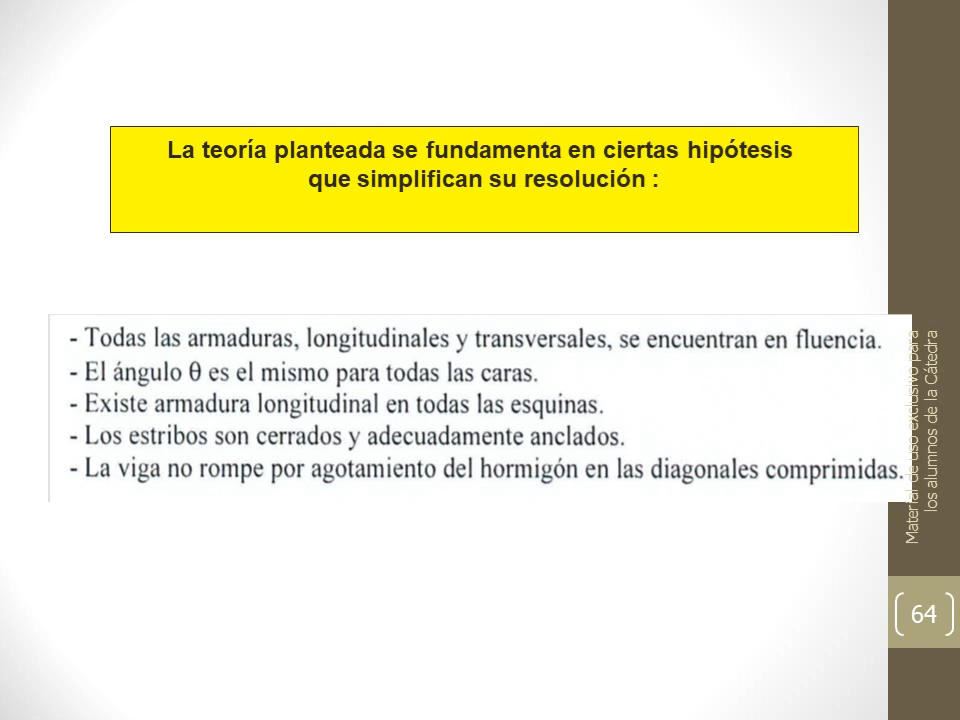 La teoría planteada se fundamenta en ciertas hipótesis
que simplifican su resolución :
- Todas las armaduras, longitudinales y transversales, se encuentran en fluencia.
- El ángulo θ es el mismo para todas las caras.
- Existe armadura longitudinal en todas las esquinas.
- Los estribos son cerrados y adecuadamente anclados.
- La viga no rompe por agotamiento del hormigón en las diagonales comprimidas.
Material de uso exclusivo para
los alumnos de la Cátedra
64